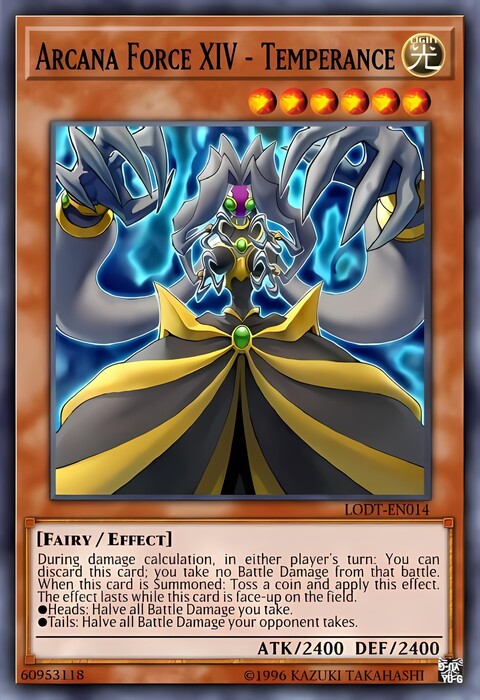 ARCANA FORCE XIV - TEMPERANCE 光
LODT-EN014
[FAIRY / EFFECT]
During damage calculation, in either player's turn: You can
discard this card; you take no Battle Damage from that battle.
When this card is Summoned: Toss a coin and apply this effect.
The effect lasts while this card is face-up on the field.
●Heads: Halve all Battle Damage you take.
●Tails: Halve all Battle Damage your opponent takes.
ATK/2400 DEF/2400
60953118 ©1996 KAZUKI TAKAHASHI